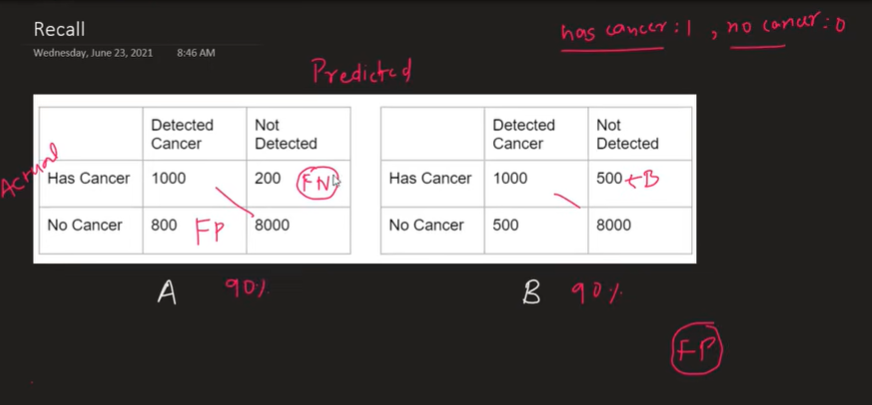 Recall
has cancer : 1 , no cancer : 0
Wednesday, June 23, 2021 8:46 AM
Predicted
Actual
Detected Cancer Not Detected
Has Cancer 1000 200 FN
No Cancer 800 FP 8000
Detected Cancer Not Detected
Has Cancer 1000 500 ←B
No Cancer 500 8000
A 90%
B 90%
FP